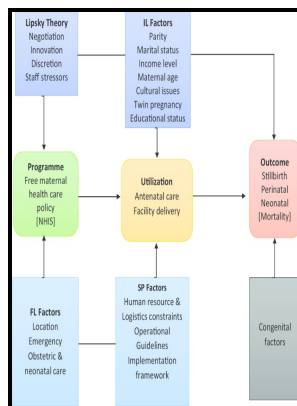 Lipsky Theory
Negotiation
Innovation
Discretion
Staff stressors
IL Factors
Parity
Marital status
Income level
Maternal age
Cultural issues
Twin pregnancy
Educational status
Programme
Free maternal
health care
policy
[NHIS]
Utilization
Antenatal care
Facility delivery
Outcome
Stillbirth
Perinatal
Neonatal
[Mortality]
FL Factors
Location
Emergency
Obstetric &
neonatal care
SP Factors
Human resource &
Logistics constraints
Operational
Guidelines
Implementation
framework
Congenital
factors